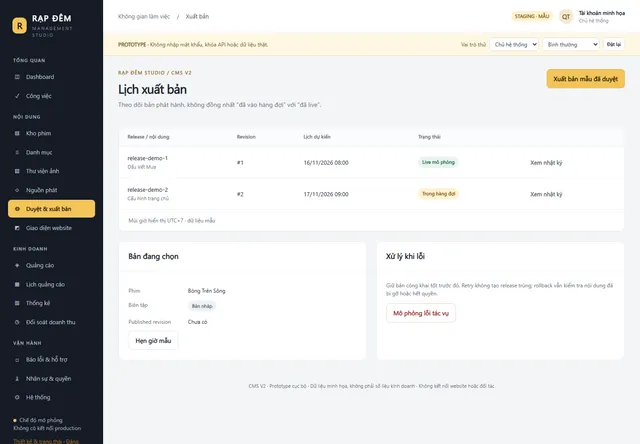 R
RẠP ĐÊM
MANAGEMENT
STUDIO
TỔNG QUAN
Dashboard
Công việc
NỘI DUNG
Kho phim
Danh mục
Thư viện ảnh
Nguồn phát
Duyệt & xuất bản
Giao diện website
KINH DOANH
Quảng cáo
Lịch quảng cáo
Thống kê
Đối soát doanh thu
VẬN HÀNH
Báo lỗi & hỗ trợ
Nhân sự & quyền
Hệ thống
Chế độ mô phỏng
Không có kết nối production
Không gian làm việc / Xuất bản
STAGING · MẪU
QT
Tài khoản minh họa
Chủ hệ thống
PROTOTYPE · Không nhập mật khẩu, khóa API hoặc dữ liệu thật.
Vai trò thử
Chủ hệ thống
Bình thường
Đặt lại
RẠP ĐÊM STUDIO / CMS V2
Lịch xuất bản
Theo dõi bản phát hành, không đồng nhất "đã vào hàng đợi" với "đã live".
Xuất bản mẫu đã duyệt
Release / nội dung
Revision
Lịch dự kiến
Trạng thái
release-demo-1
Dấu Vết Mưa
#1
16/11/2026 08:00
Live mô phỏng
Xem nhật ký
release-demo-2
Cấu hình trang chủ
#2
17/11/2026 09:00
Trong hàng đợi
Xem nhật ký
Múi giờ hiển thị UTC+7 · dữ liệu mẫu
Bản đang chọn
Phim
Bóng Trên Sông
Biên tập
Bản nháp
Published revision
Chưa có
Hẹn giờ mẫu
Xử lý khi lỗi
Giữ bản công khai tốt trước đó. Retry không tạo release trùng; rollback vẫn kiểm tra nội dung đã
bị gỡ hoặc hết quyền.
Mô phỏng lỗi tác vụ
CMS V2 · Prototype cục bộ · Dữ liệu minh họa, không phải số liệu kinh doanh · Không kết nối website hoặc đối tác